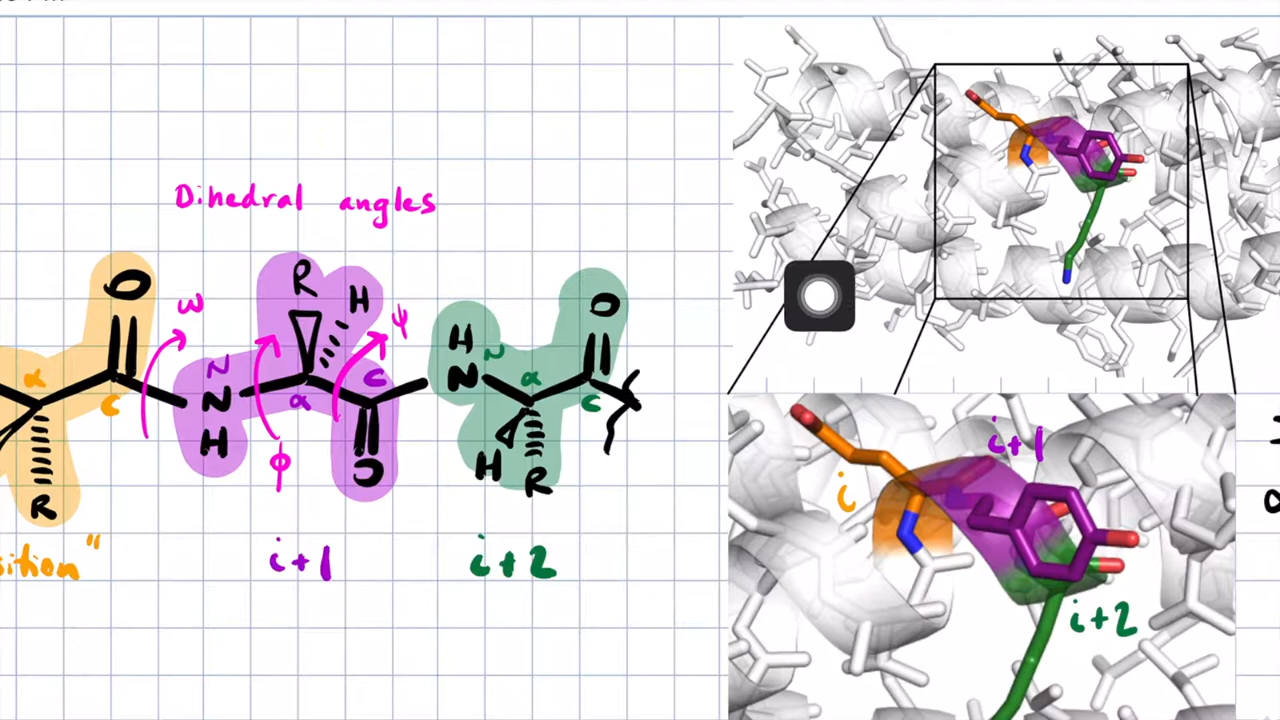 Dihedral angles
O
R
H
ω
ψ
H
O
α
C
N
N
α
C
N
N
α
C
H
ϕ
O
H
R
R
sition"
i+1
i+2
i
i+1
i+2